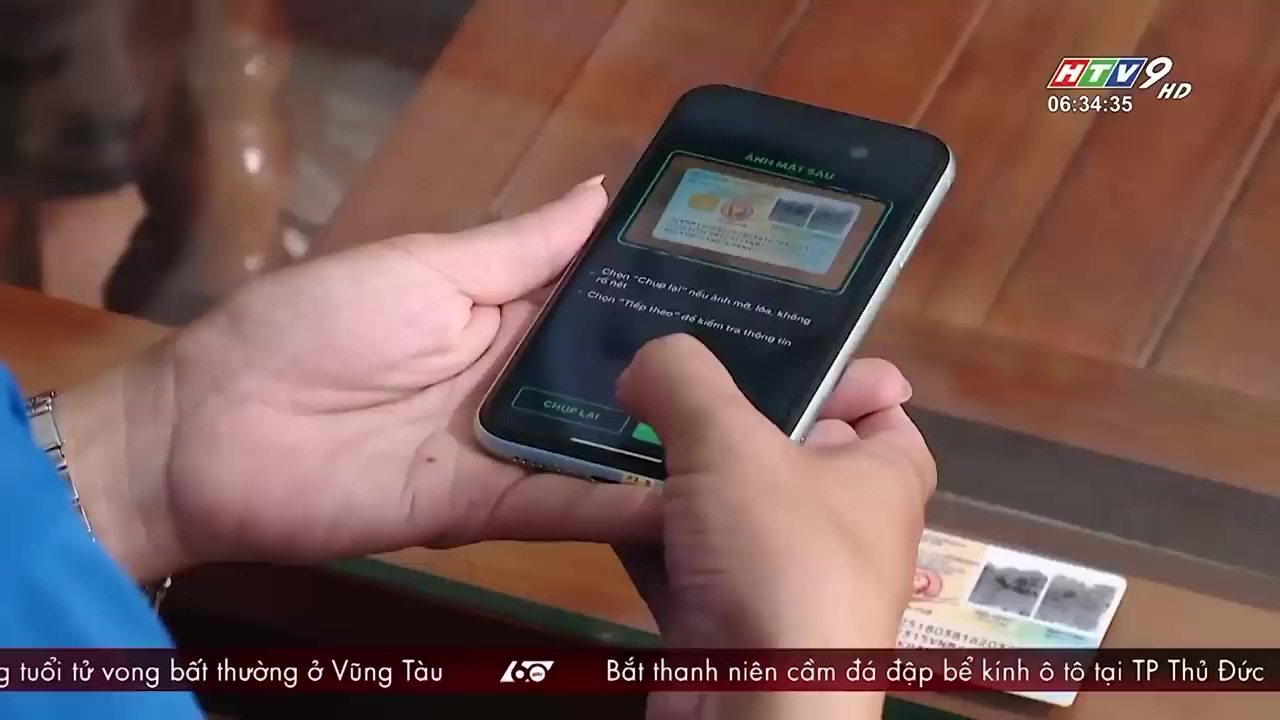 HTV9 HD
06:34:35
ẢNH MẶT SAU
- Chọn "Chụp lại" nếu ảnh mờ, lóa, không
rõ nét
- Chọn "Tiếp theo" để kiểm tra thông tin
CHỤP LẠI
g tuổi tử vong bất thường ở Vũng Tàu
60
Bắt thanh niên cầm đá đập bể kính ô tô tại TP Thủ Đức